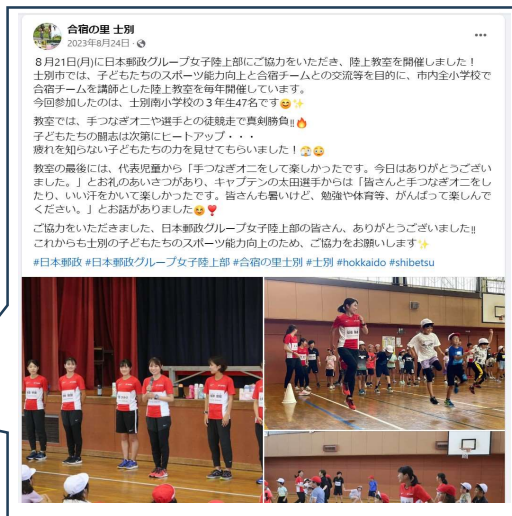 合宿の里 士別
2023年8月24日
８月21日(月)に日本郵政グループ女子陸上部にご協力をいただき、陸上教室を開催しました！
士別市では、子どもたちのスポーツ能力向上と合宿チームとの交流等を目的に、市内全小学校で
合宿チームを講師とした陸上教室を毎年開催しています。
今回参加したのは、士別南小学校の３年生47名です😆✨
教室では、手つなぎオニや選手との徒競走で真剣勝負‼🔥
子どもたちの闘志は次第にヒートアップ・・・
疲れを知らない子どもたちの力を見せてもらいました！
教室の最後には、代表児童から「手つなぎオニをして楽しかったです。今日はありがとうござい
ました。」とお礼のあいさつがあり、キャプテンの太田選手からは「皆さんと手つなぎオニをした
り、いい汗をかいて楽しかったです。皆さんも暑いけど、勉強や体育等、がんばって楽しんで
ください。」とお話がありました😆❣
ご協力をいただきました、日本郵政グループ女子陸上部の皆さん、ありがとうございました‼
これからも士別の子どもたちのスポーツ能力向上のため、ご協力をお願いします✨
#日本郵政 #日本郵政グループ女子陸上部 #合宿の里士別 #士別 #hokkaido #shibetsu